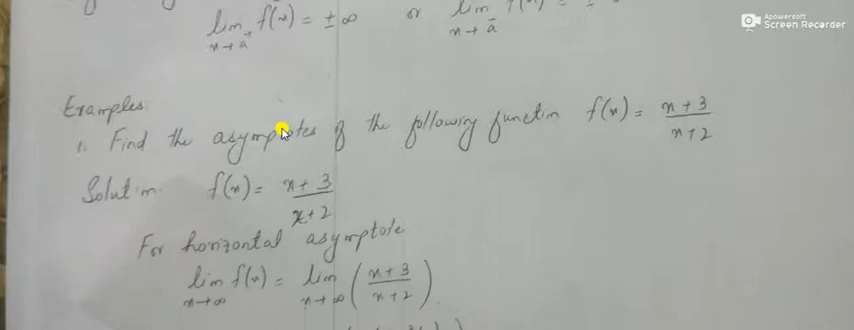 lim f(x) = ± ∞ or lim
x → a⁺ x → a⁻
Apowersoft
Screen Recorder
Examples
1. Find the asymptotes of the following function f(x) = x + 3 / x + 2
Solution f(x) = x + 3 / x + 2
For horizontal asymptote
lim f(x) = lim ( x + 3 / x + 2 )
x → ∞ x → ∞